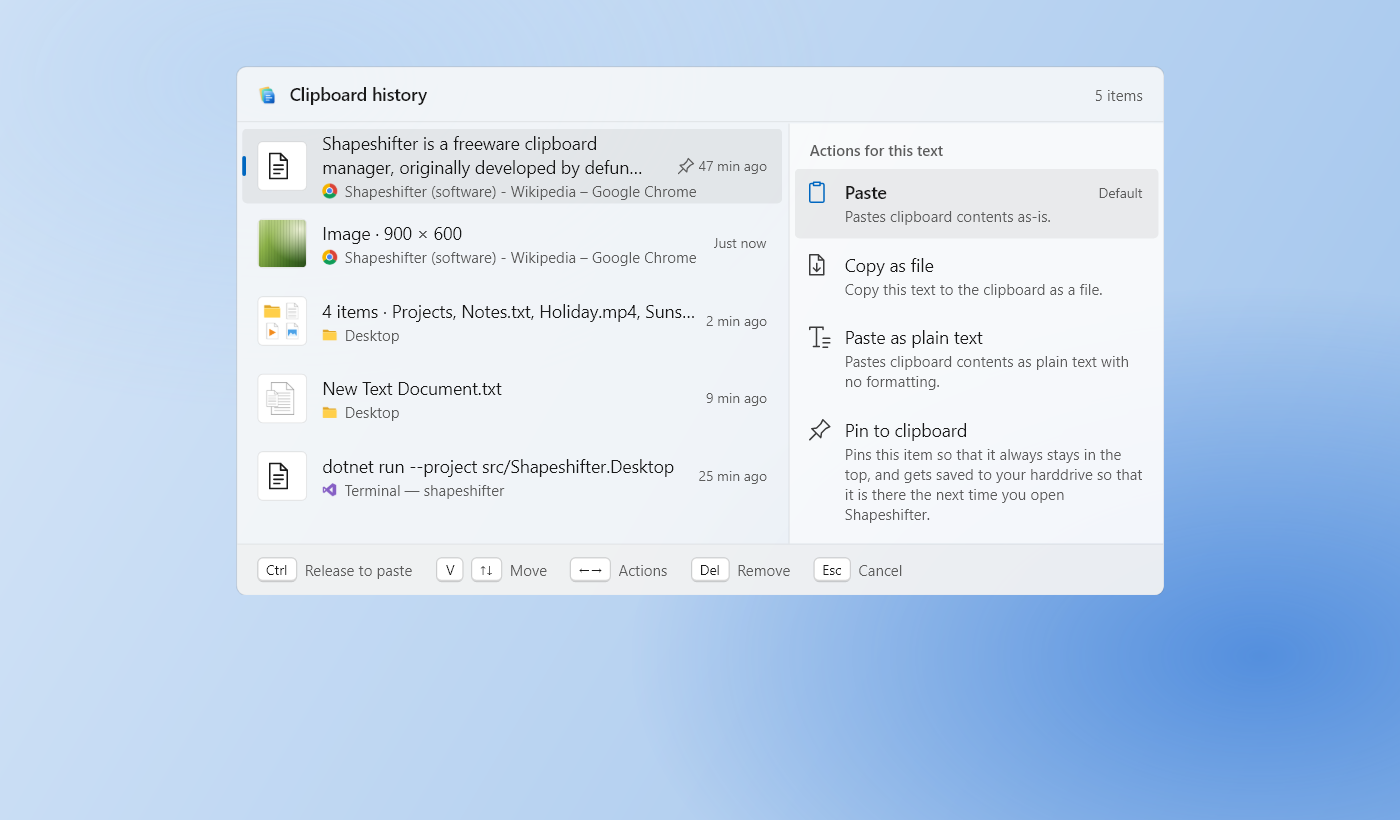 Clipboard history
5 items
Shapeshifter is a freeware clipboard
manager, originally developed by defun...
47 min ago
Shapeshifter (software) - Wikipedia – Google Chrome
Image · 900 × 600
Just now
Shapeshifter (software) - Wikipedia – Google Chrome
4 items · Projects, Notes.txt, Holiday.mp4, Suns...
2 min ago
Desktop
New Text Document.txt
9 min ago
Desktop
dotnet run --project src/Shapeshifter.Desktop
25 min ago
Terminal — shapeshifter
Actions for this text
Paste
Default
Pastes clipboard contents as-is.
Copy as file
Copy this text to the clipboard as a file.
Paste as plain text
Pastes clipboard contents as plain text with
no formatting.
Pin to clipboard
Pins this item so that it always stays in the
top, and gets saved to your harddrive so that
it is there the next time you open
Shapeshifter.
Ctrl Release to paste V ↑↓ Move ←→ Actions Del Remove Esc Cancel